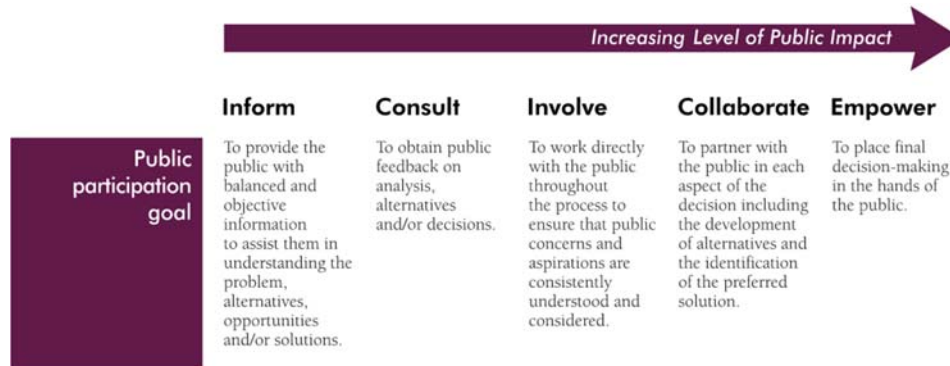 Increasing Level of Public Impact
Inform
Consult
Involve
Collaborate
Empower
Public
participation
goal
To provide the
public with
balanced and
objective
information
to assist them in
understanding the
problem,
alternatives,
opportunities
and/or solutions.
To obtain public
feedback on
analysis,
alternatives
and/or decisions.
To work directly
with the public
throughout
the process to
ensure that public
concerns and
aspirations are
consistently
understood and
considered.
To partner with
the public in each
aspect of the
decision including
the development
of alternatives and
the identification
of the preferred
solution.
To place final
decision-making
in the hands of
the public.